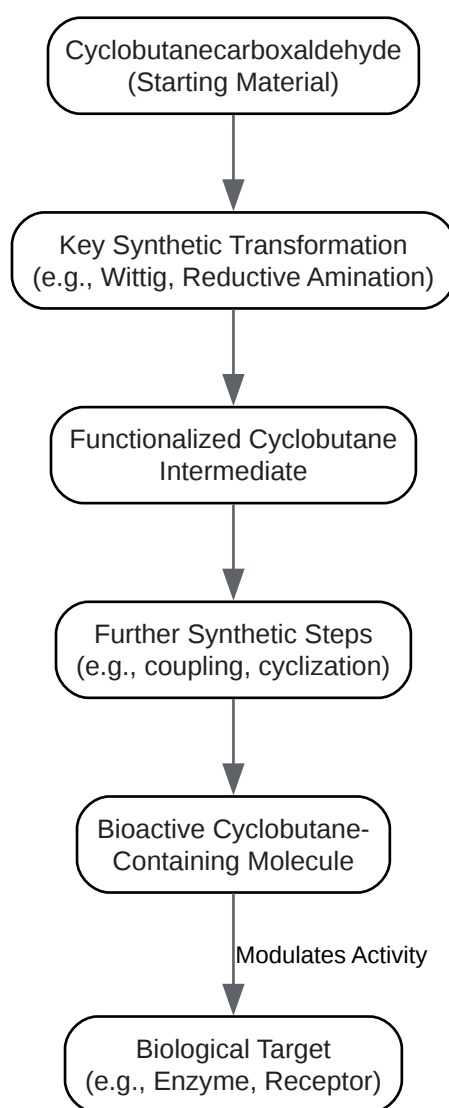 Cyclobutanecarboxaldehyde
(Starting Material)
Key Synthetic Transformation
(e.g., Wittig, Reductive Amination)
Functionalized Cyclobutane
Intermediate
Further Synthetic Steps
(e.g., coupling, cyclization)
Bioactive Cyclobutane-
Containing Molecule
Modulates Activity
Biological Target
(e.g., Enzyme, Receptor)